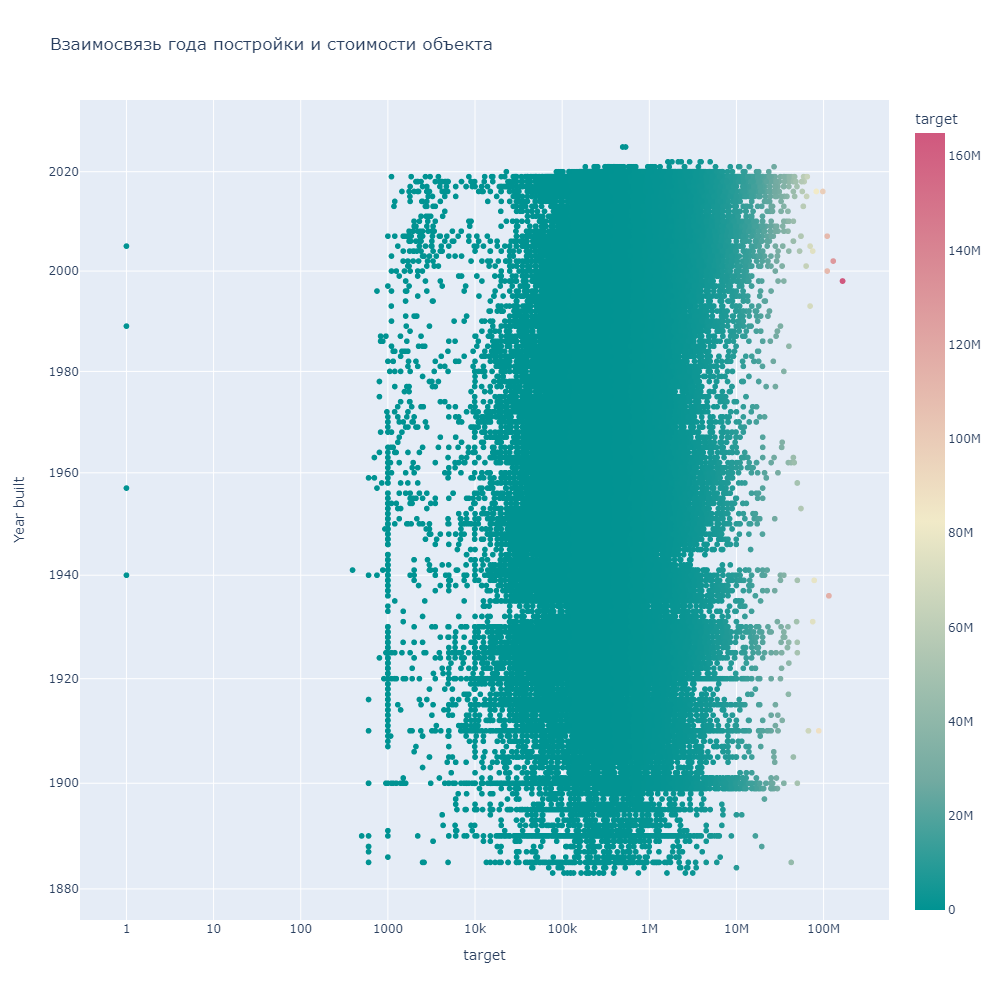 Взаимосвязь года постройки и стоимости объекта
target
160M
140M
120M
100M
80M
60M
40M
20M
0
Year built
2020
2000
1980
1960
1940
1920
1900
1880
1
10
100
1000
10k
100k
1M
10M
100M
target